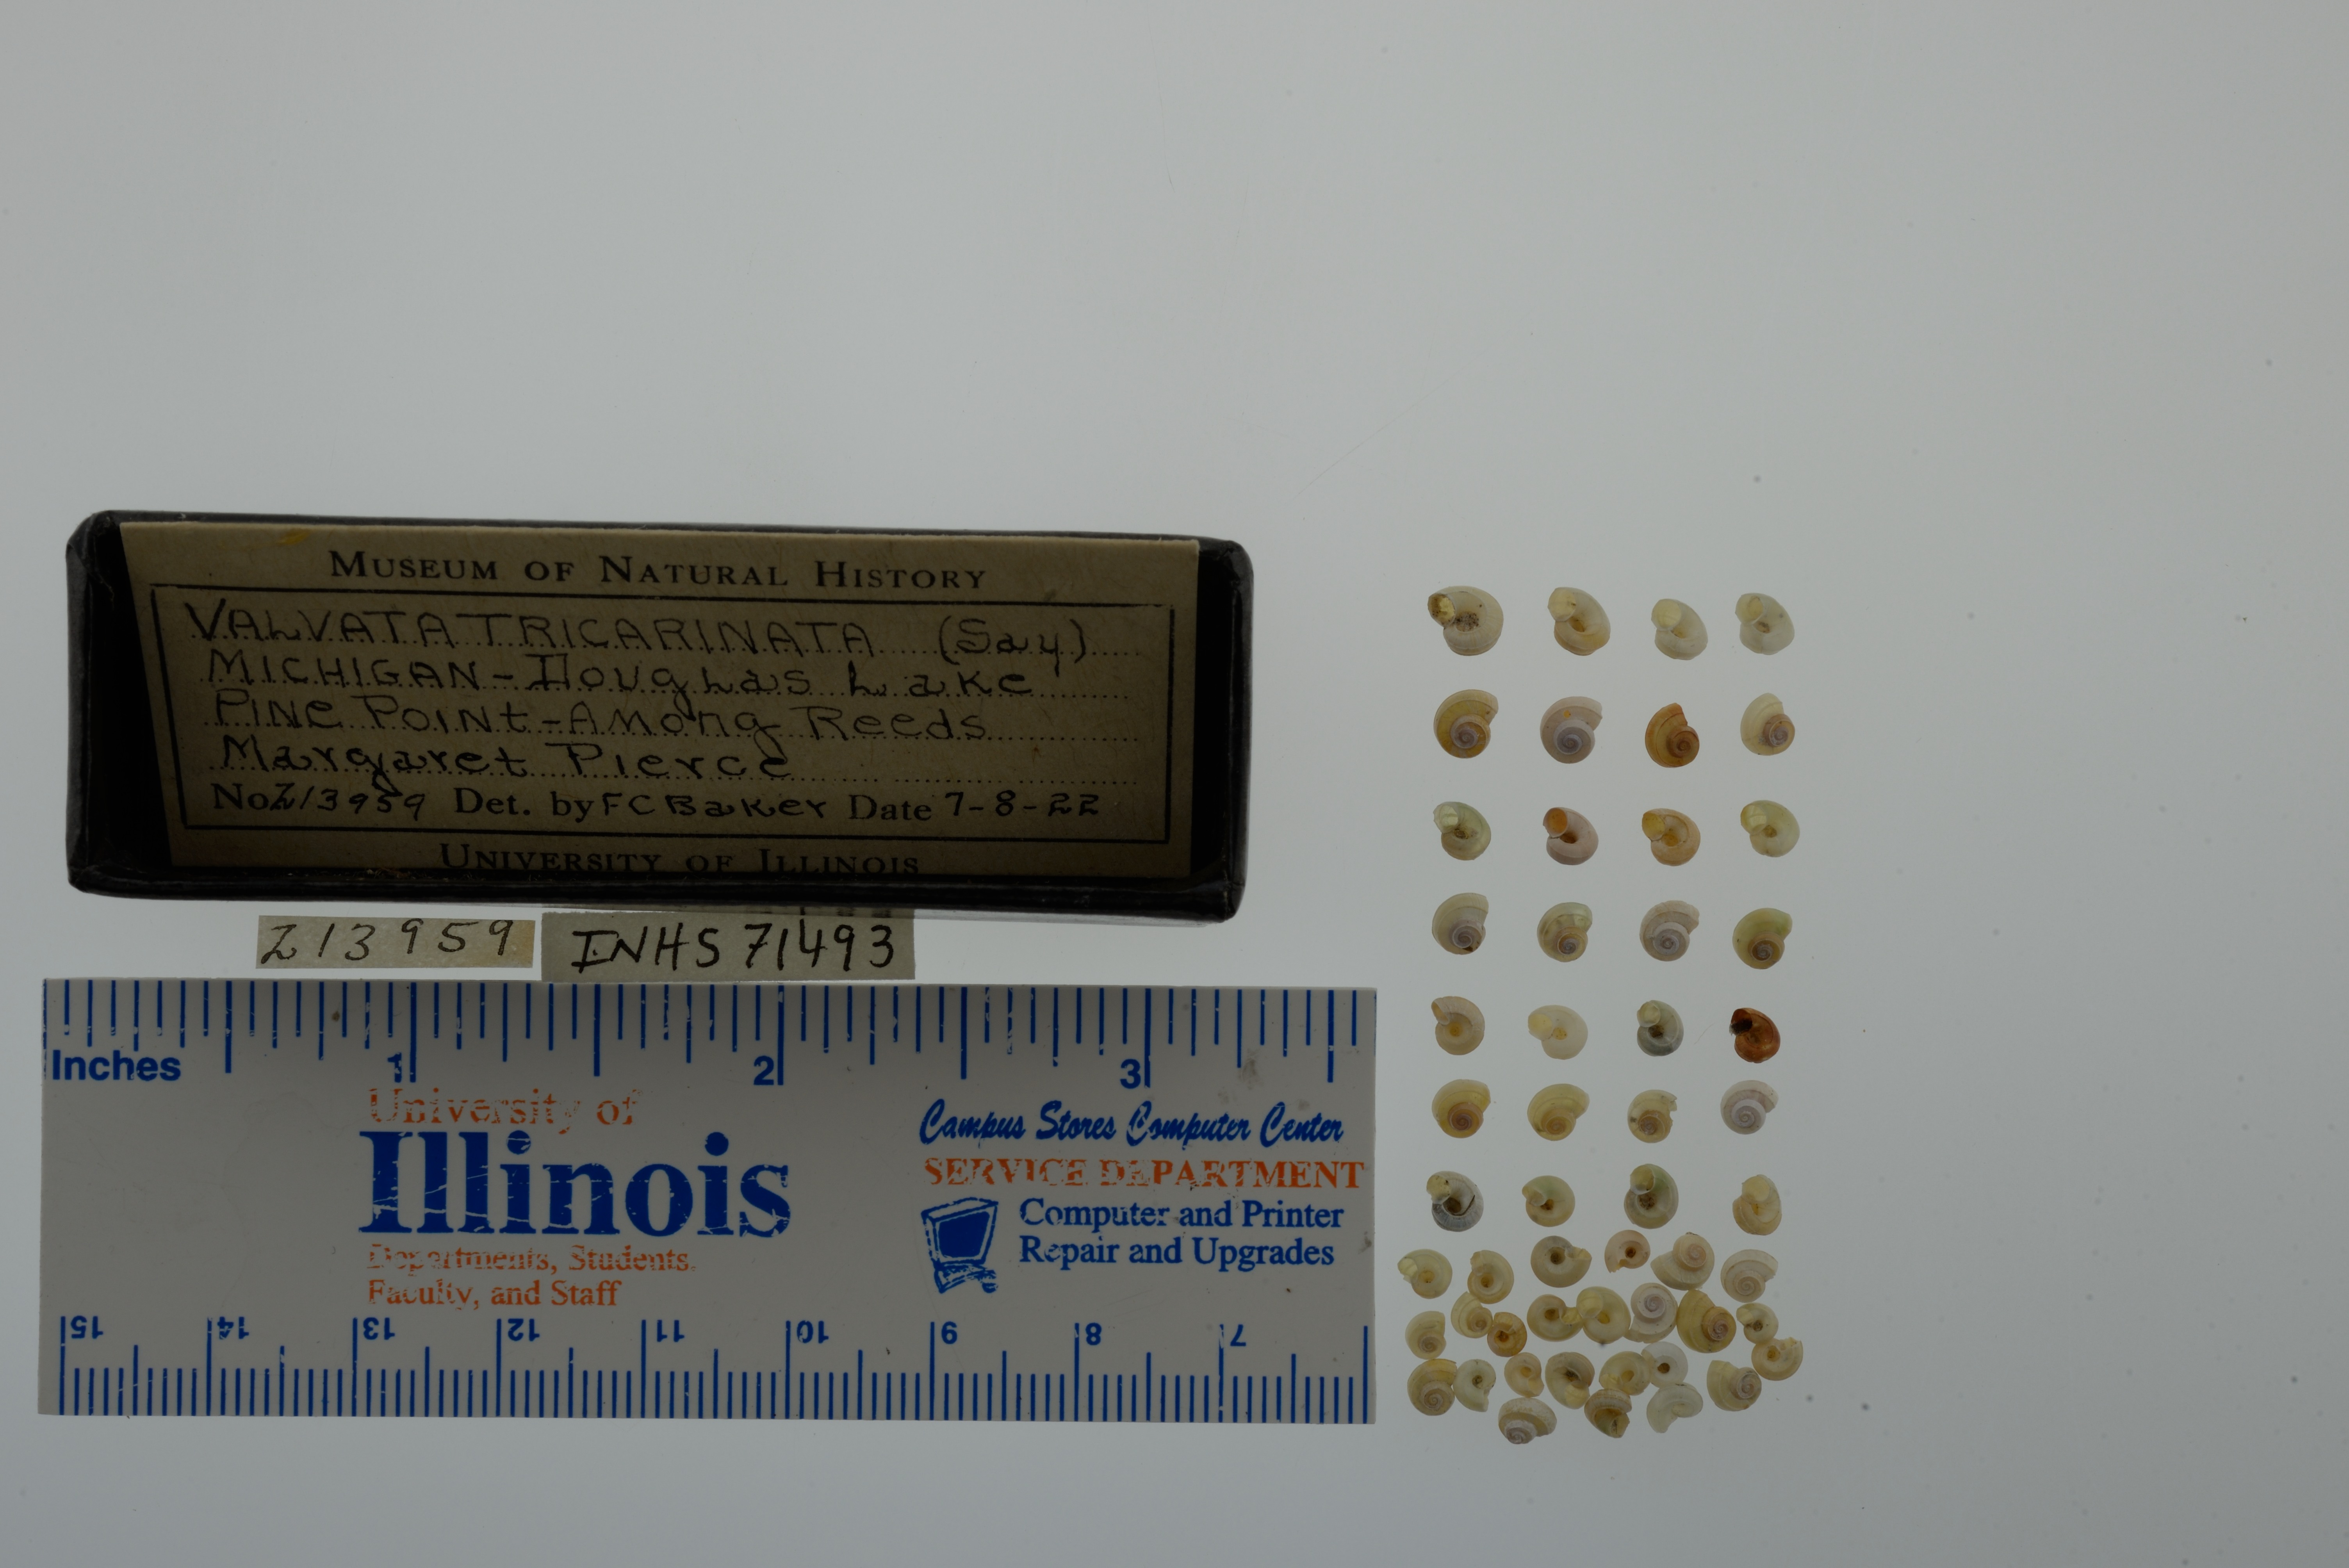 MUSEUM OF NATURAL HISTORY
VALVATA TRICARINATA (Say)
MICHIGAN-Douglas Lake
PINE POINT-AMONG REEDS
Margaret Pierce
No Z13959 Det. by FC Baker Date 7-8-22
UNIVERSITY OF ILLINOIS
Z13959
INHS 71493
Inches 1 2 3
University of
Illinois
Departments, Students,
Faculty, and Staff
Campus Stores Computer Center
SERVICE DEPARTMENT
Computer and Printer
Repair and Upgrades
15 14 13 12 11 10 9 8 7